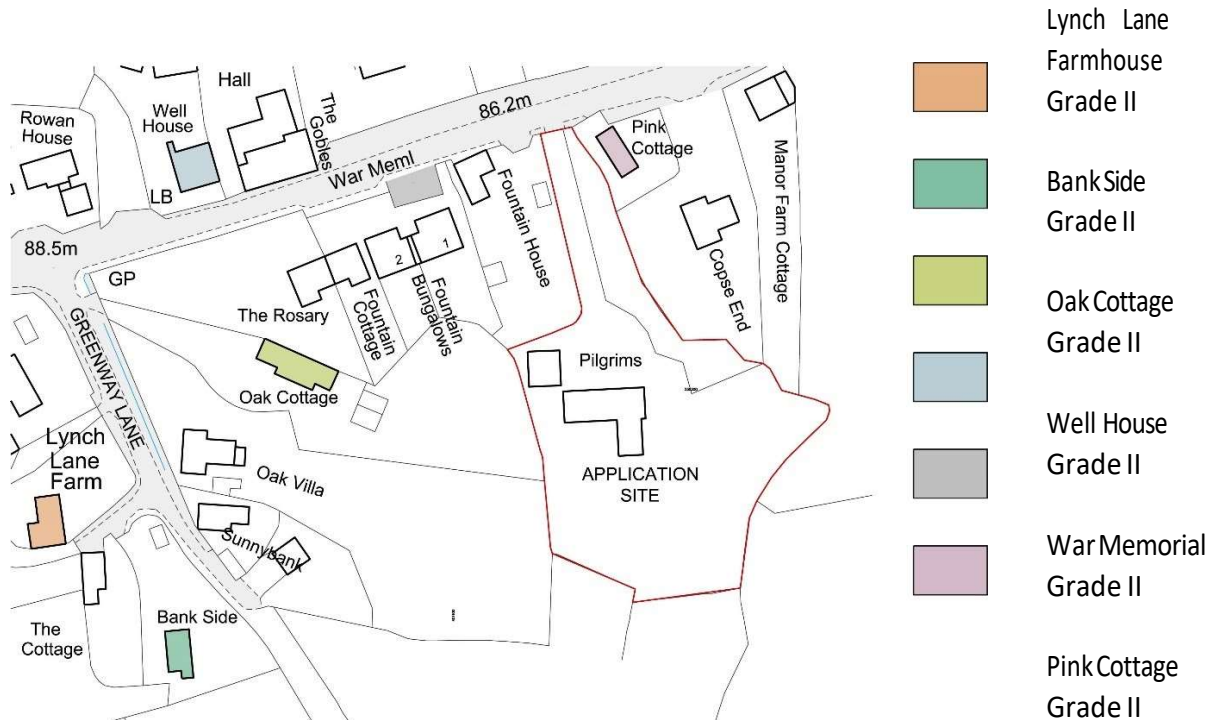 Rowan
House
Well
House
Hall
The
Gobles
LB
War Meml
86.2m
88.5m
Pink
Cottage
Manor Farm Cottage
Copse End
Fountain House
GP
1
2
Fountain
Bungalows
Fountain
Cottage
The Rosary
Oak Cottage
GREENWAY LANE
Pilgrims
APPLICATION
SITE
Lynch
Lane
Farm
Oak Villa
Sunnybank
Bank Side
The
Cottage
Lynch Lane
Farmhouse
Grade II
Bank Side
Grade II
Oak Cottage
Grade II
Well House
Grade II
War Memorial
Grade II
Pink Cottage
Grade II